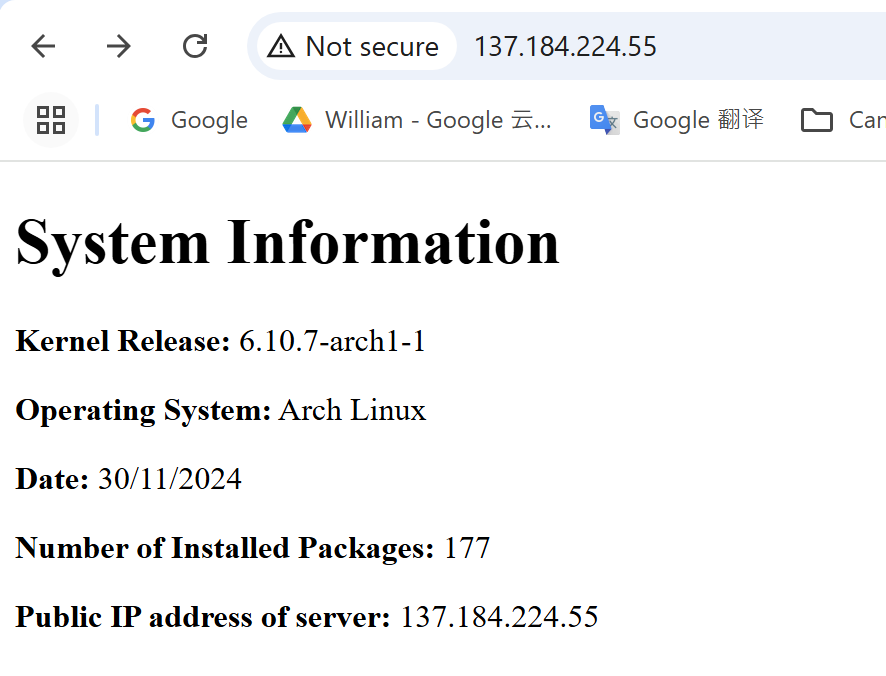 Not secure 137.184.224.55
Google William - Google 云... Google 翻译
System Information
Kernel Release: 6.10.7-arch1-1
Operating System: Arch Linux
Date: 30/11/2024
Number of Installed Packages: 177
Public IP address of server: 137.184.224.55